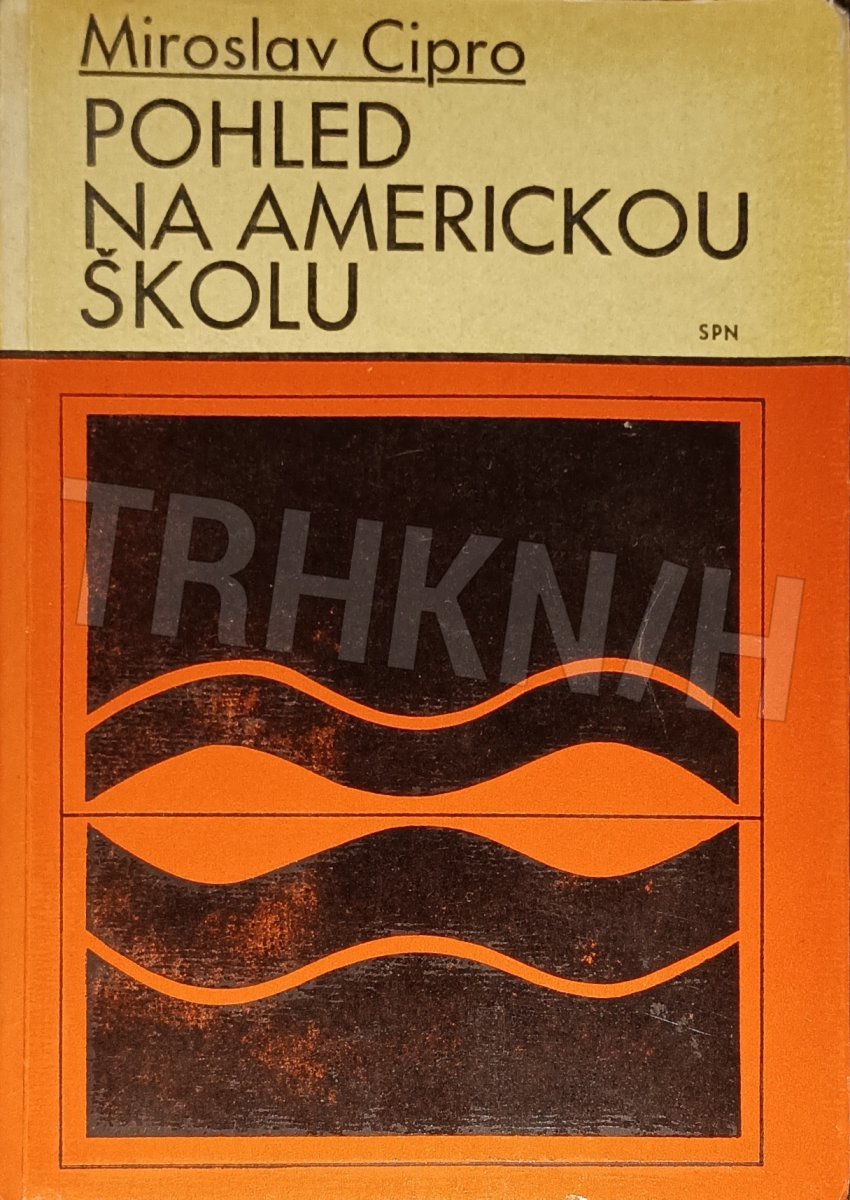 Miroslav Cipro
POHLED
NA AMERICKOU
ŠKOLU
SPN
TRHKNIH